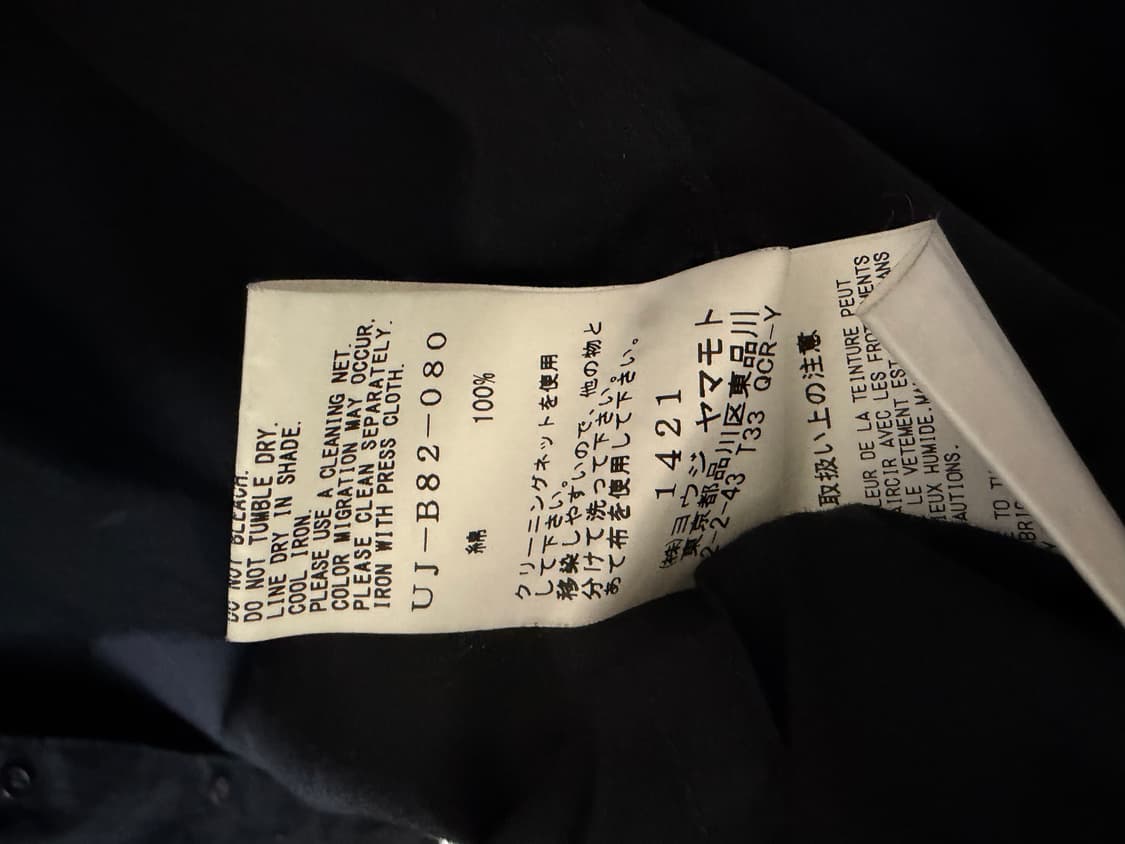 DO NOT BLEACH.
DO NOT TUMBLE DRY.
LINE DRY IN SHADE.
COOL IRON.
PLEASE USE A CLEANING NET.
COLOR MIGRATION MAY OCCUR.
PLEASE CLEAN SEPARATELY.
IRON WITH PRESS CLOTH.
UJ-B82-080
綿 100%
クリーニングネットを使用
して下さい。
移染しやすいので、他の物と
分けて洗って下さい。
あて布を使用して下さい。
1421
(株)ヨウジ ヤマモト
東京都品川区東品川
2-2-43 T33 QCR-Y
取扱い上の注意
LEUR DE LA TEINTURE PEUT
AIRCIR AVEC LES
LE VETEMENT EST
IEUX HUMIDE.
AUTIONS.
TO